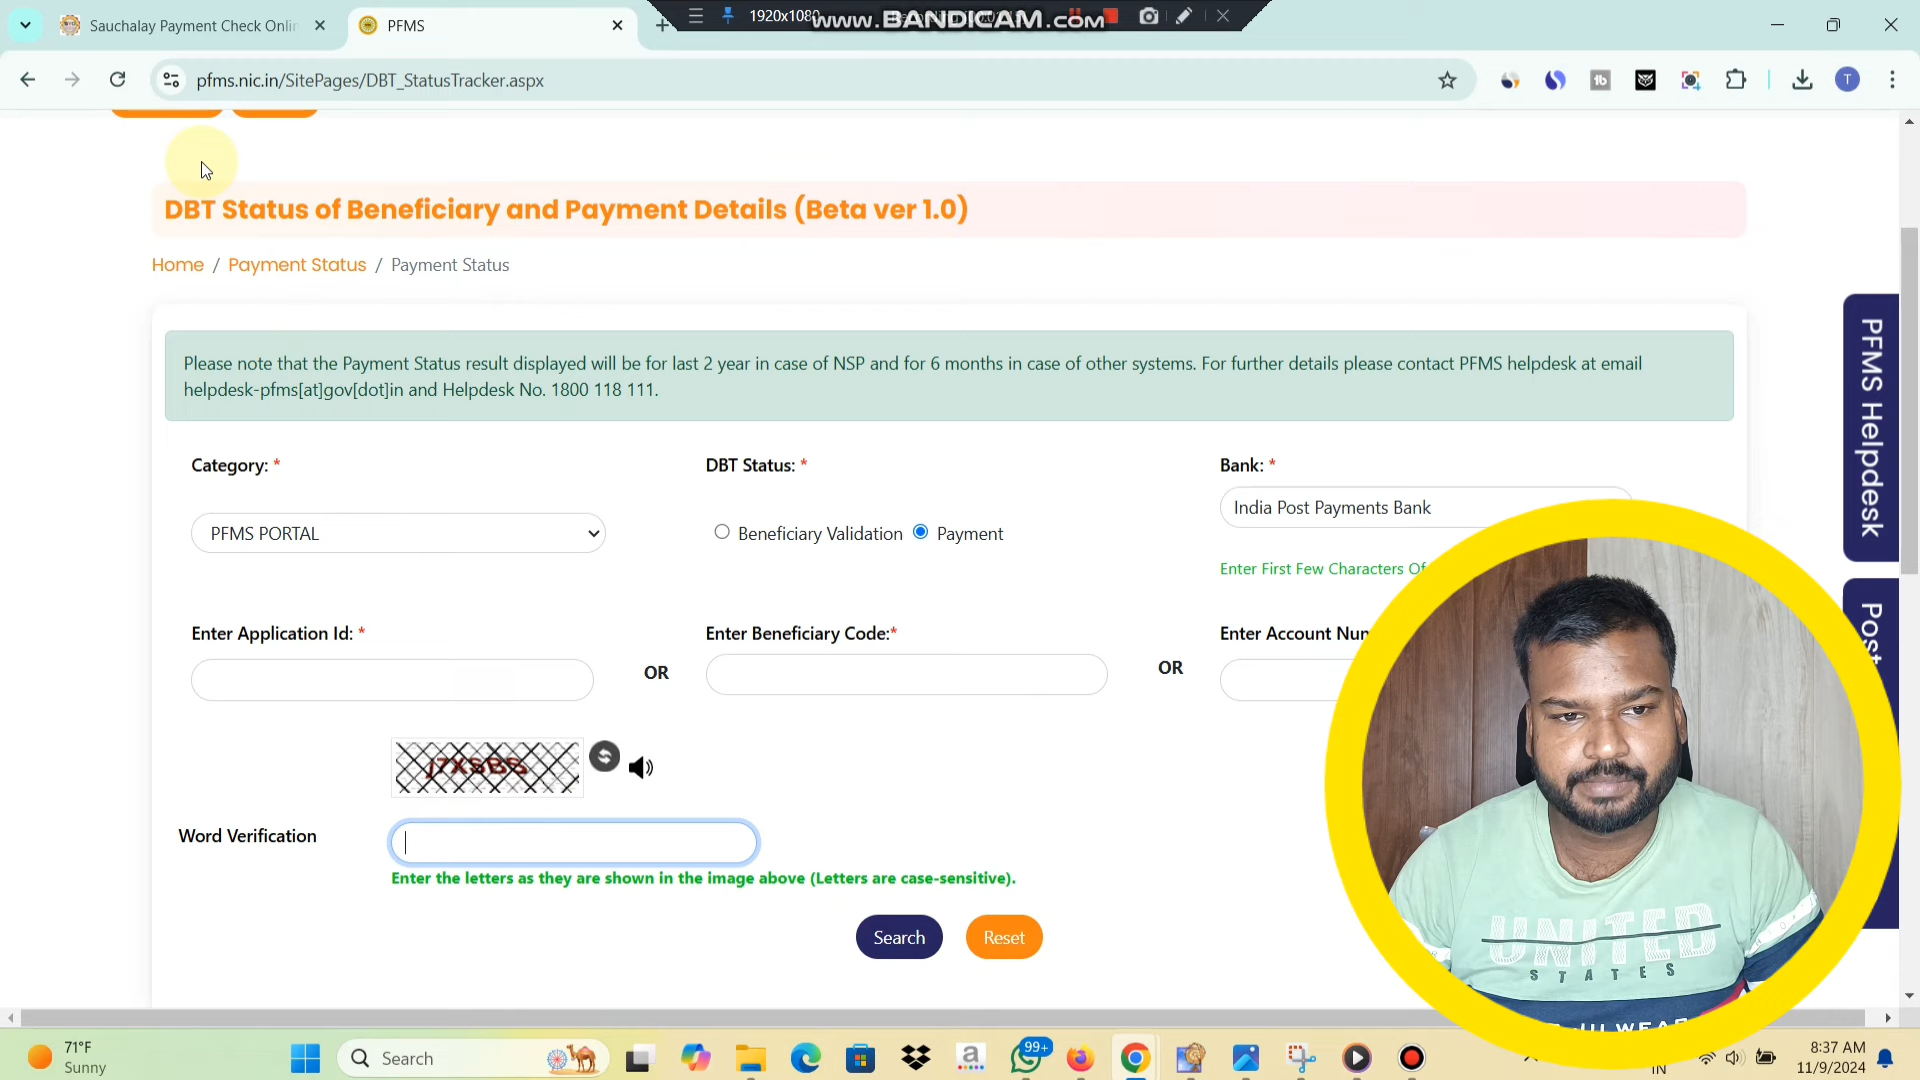 Sauchalay Payment Check Onlin
PFMS
1920x1080
www.BANDICAM.com
pfms.nic.in/SitePages/DBT_StatusTracker.aspx
T
DBT Status of Beneficiary and Payment Details (Beta ver 1.0)
Home / Payment Status / Payment Status
Please note that the Payment Status result displayed will be for last 2 year in case of NSP and for 6 months in case of other systems. For further details please contact PFMS helpdesk at email
helpdesk-pfms[at]gov[dot]in and Helpdesk No. 1800 118 111.
Category: *
DBT Status: *
Bank: *
India Post Payments Bank
PFMS PORTAL
Beneficiary Validation
Payment
Enter First Few Characters Of
Enter Application Id: *
OR
Enter Beneficiary Code:*
OR
Enter Account Num
Word Verification
Enter the letters as they are shown in the image above (Letters are case-sensitive).
Search
Reset
PFMS Helpdesk
Post
UNITED
STATES
71°F
Sunny
Search
99+
IN
8:37 AM
11/9/2024